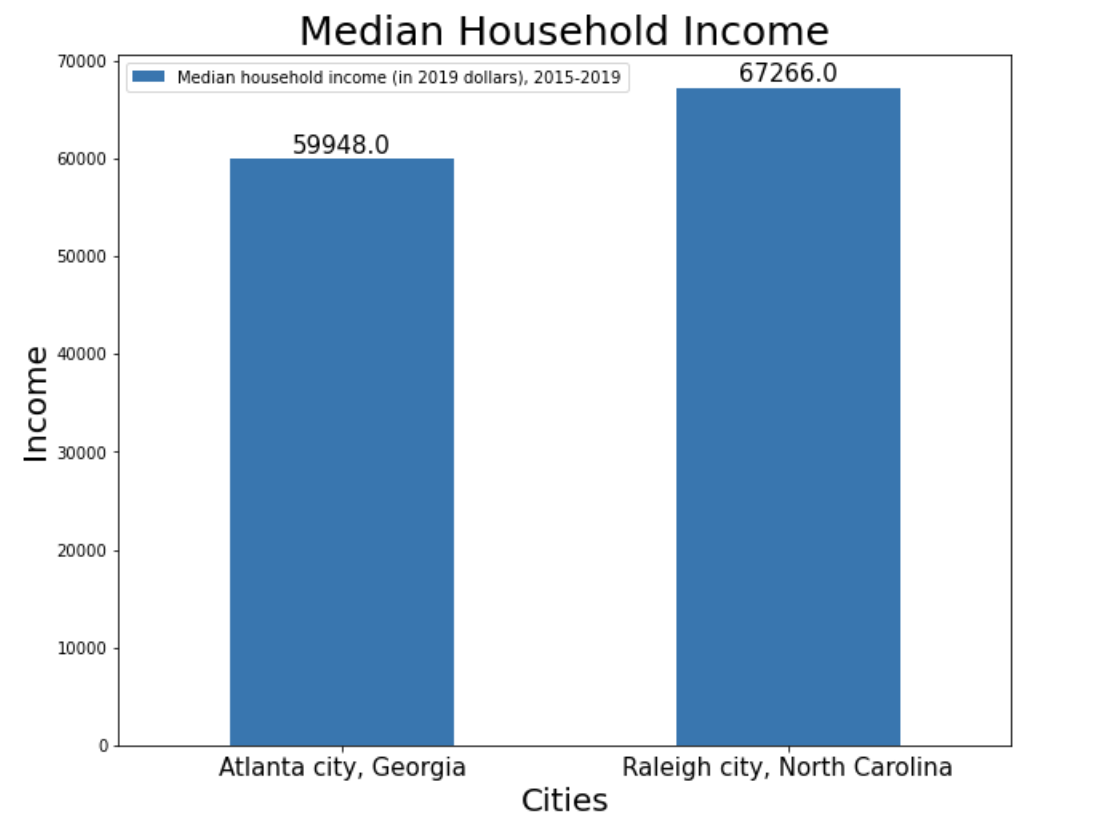 Median Household Income
70000
Median household income (in 2019 dollars), 2015-2019
67266.0
59948.0
60000
50000
40000
Income
30000
20000
10000
0
Atlanta city, Georgia
Raleigh city, North Carolina
Cities